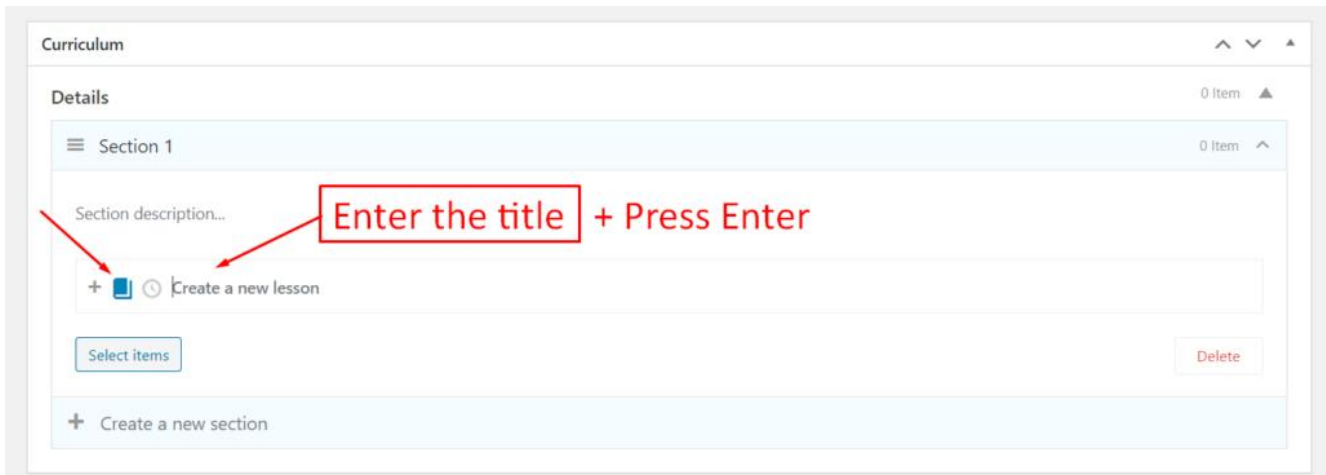 Curriculum
Details
0 Item
Section 1
0 Item
Section description...
Enter the title + Press Enter
+ Create a new lesson
Select items
Delete
+ Create a new section